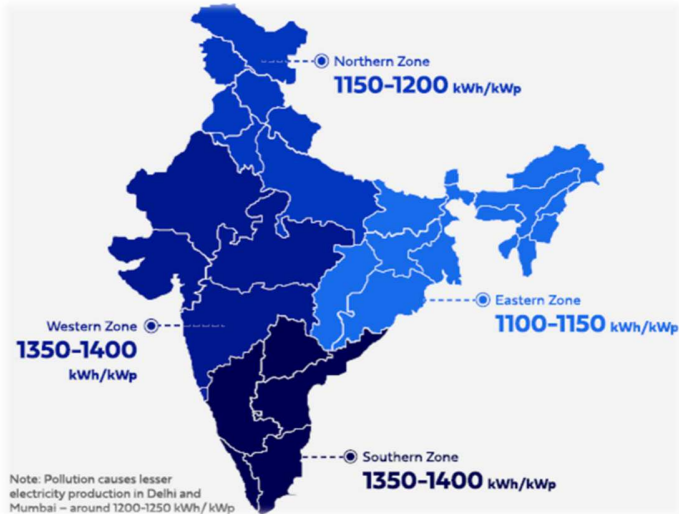 Northern Zone
1150-1200 kWh/kWp
Eastern Zone
1100-1150 kWh/kWp
Western Zone
1350-1400
kWh/kWp
Southern Zone
1350-1400 kWh/kWp
Note: Pollution causes lesser
electricity production in Delhi and
Mumbai – around 1200-1250 kWh/kWp